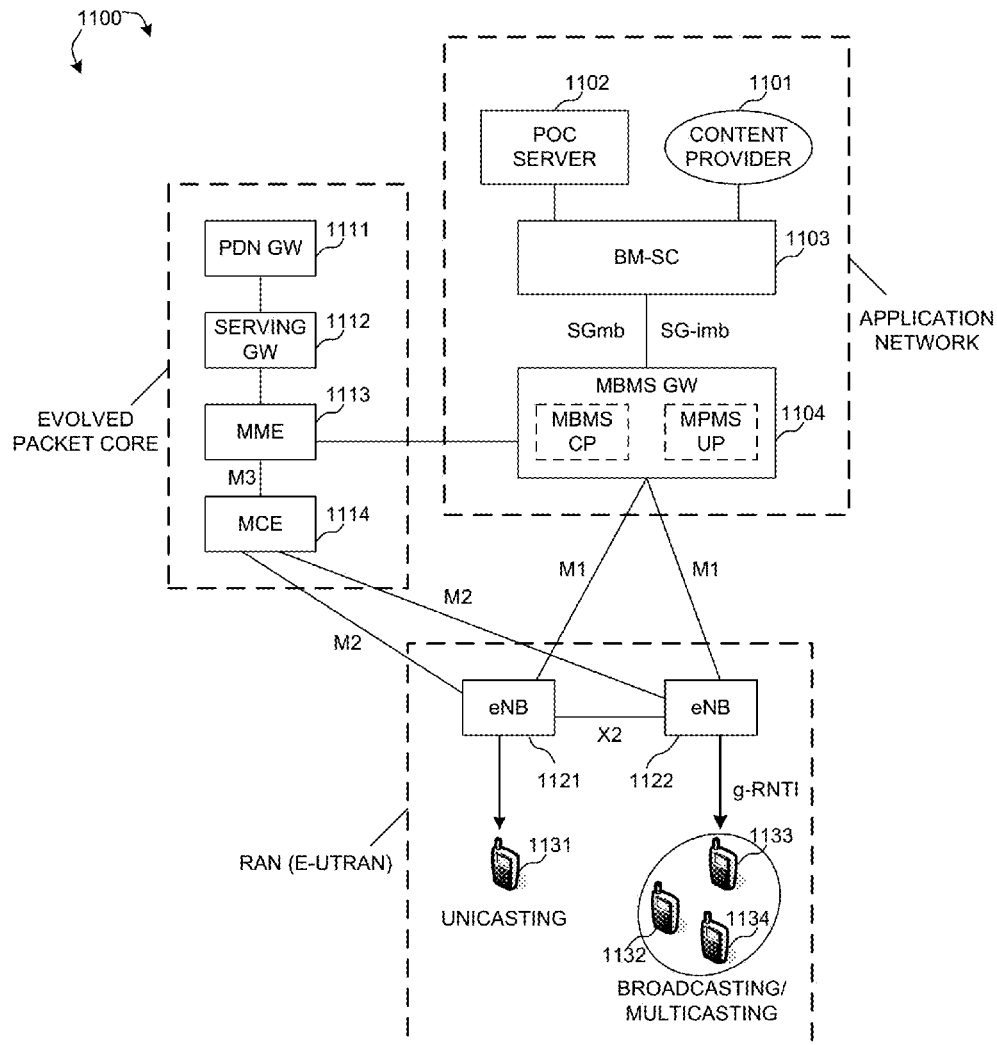 1100
1102
1101
POC
SERVER
CONTENT
PROVIDER
1103
BM-SC
APPLICATION
NETWORK
SGmb
SG-imb
MBMS GW
1104
MBMS
CP
MPMS
UP
1111
PDN GW
1112
SERVING
GW
1113
MME
EVOLVED
PACKET CORE
M3
1114
MCE
M1
M1
M2
M2
eNB
eNB
X2
1121
1122
g-RNTI
RAN (E-UTRAN)
1131
1133
1132
1134
UNICASTING
BROADCASTING/
MULTICASTING